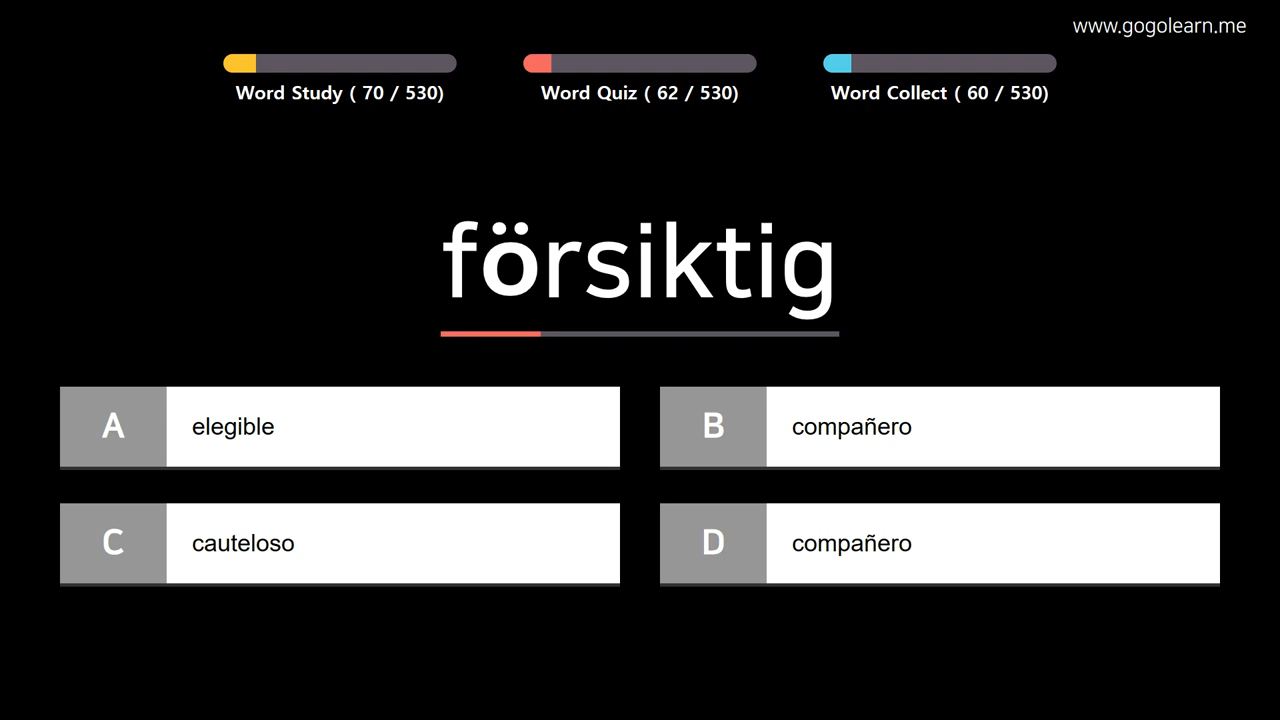 www.gogolearn.me
Word Study ( 70 / 530)
Word Quiz ( 62 / 530)
Word Collect ( 60 / 530)
försiktig
A elegible
B compañero
C cauteloso
D compañero